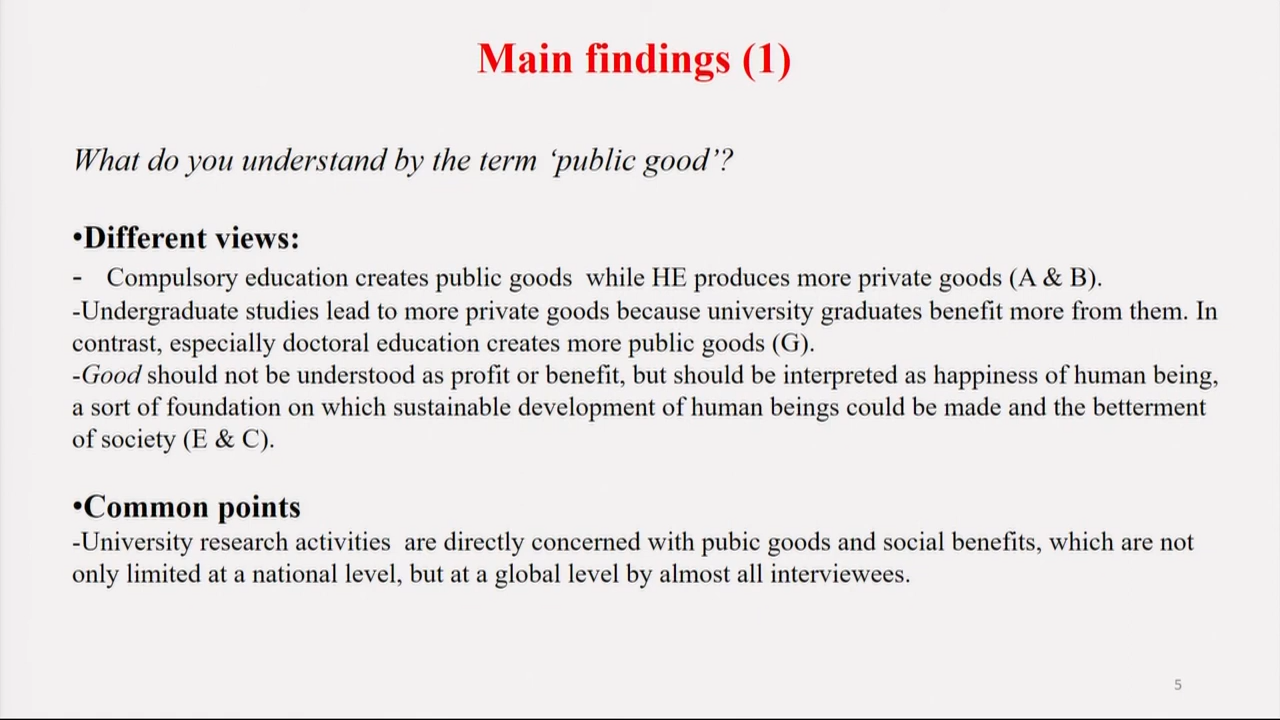 Main findings (1)
What do you understand by the term ‘public good’?
•Different views:
- Compulsory education creates public goods while HE produces more private goods (A & B).
-Undergraduate studies lead to more private goods because university graduates benefit more from them. In
contrast, especially doctoral education creates more public goods (G).
-Good should not be understood as profit or benefit, but should be interpreted as happiness of human being,
a sort of foundation on which sustainable development of human beings could be made and the betterment
of society (E & C).
•Common points
-University research activities are directly concerned with pubic goods and social benefits, which are not
only limited at a national level, but at a global level by almost all interviewees.
5